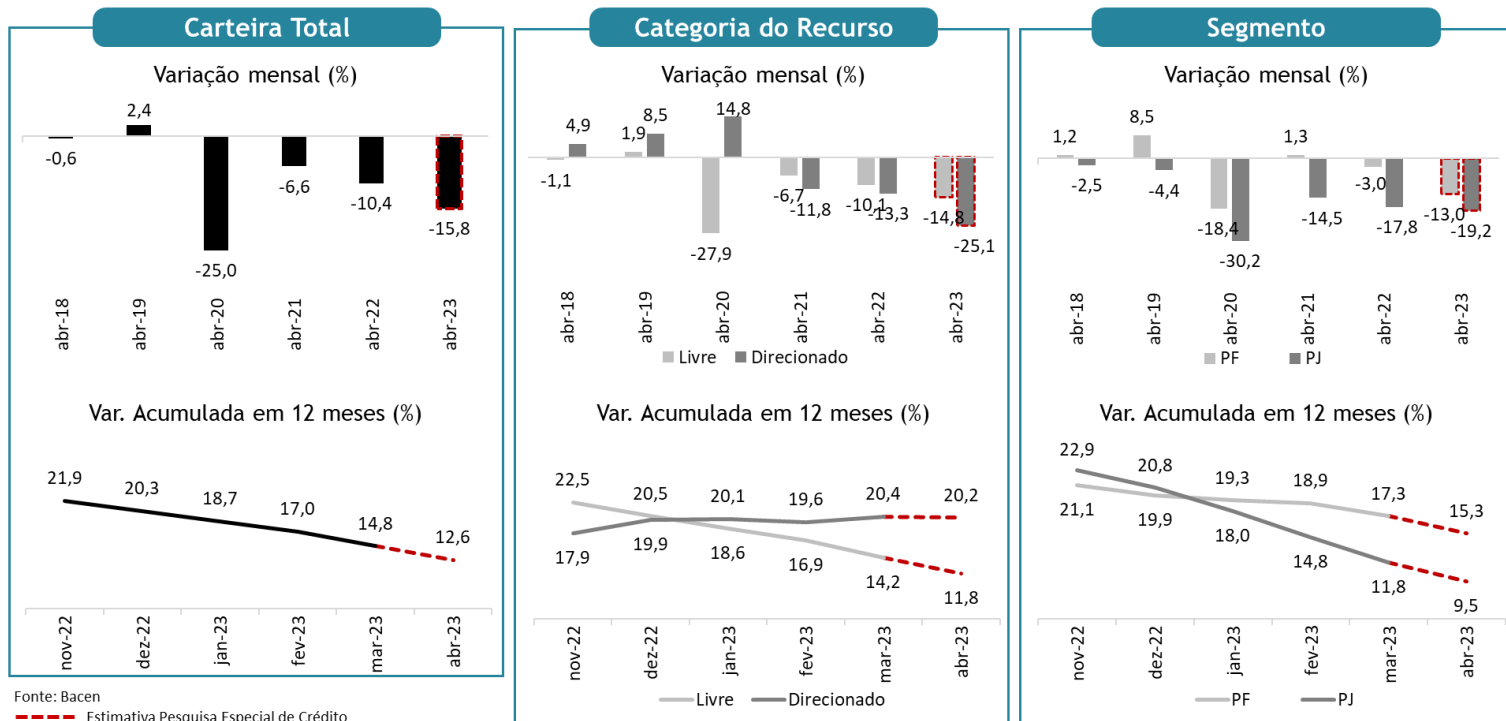 Carteira Total
Variação mensal (%)
-0,6
2,4
-25,0
-6,6
-10,4
-15,8
abr-18
abr-19
abr-20
abr-21
abr-22
abr-23
Var. Acumulada em 12 meses (%)
21,9
20,3
18,7
17,0
14,8
12,6
nov-22
dez-22
jan-23
fev-23
mar-23
abr-23
Categoria do Recurso
Variação mensal (%)
-1,1
4,9
1,9
8,5
-27,9
14,8
-6,7
-11,8
-10,1
-13,3
-14,8
-25,1
abr-18
abr-19
abr-20
abr-21
abr-22
abr-23
Livre Direcionado
Var. Acumulada em 12 meses (%)
22,5 20,5 20,1 19,6 20,4 20,2
17,9 19,9 18,6 16,9 14,2 11,8
nov-22
dez-22
jan-23
fev-23
mar-23
abr-23
Livre Direcionado
Segmento
Variação mensal (%)
1,2
-2,5
8,5
-4,4
-18,4
-30,2
1,3
-14,5
-3,0
-17,8
-13,0
-19,2
abr-18
abr-19
abr-20
abr-21
abr-22
abr-23
PF PJ
Var. Acumulada em 12 meses (%)
22,9 20,8 19,3 18,9 17,3 15,3
21,1 19,9 18,0 14,8 11,8 9,5
nov-22
dez-22
jan-23
fev-23
mar-23
abr-23
PF PJ
Fonte: Bacen
Estimativa Pesquisa Especial de Crédito